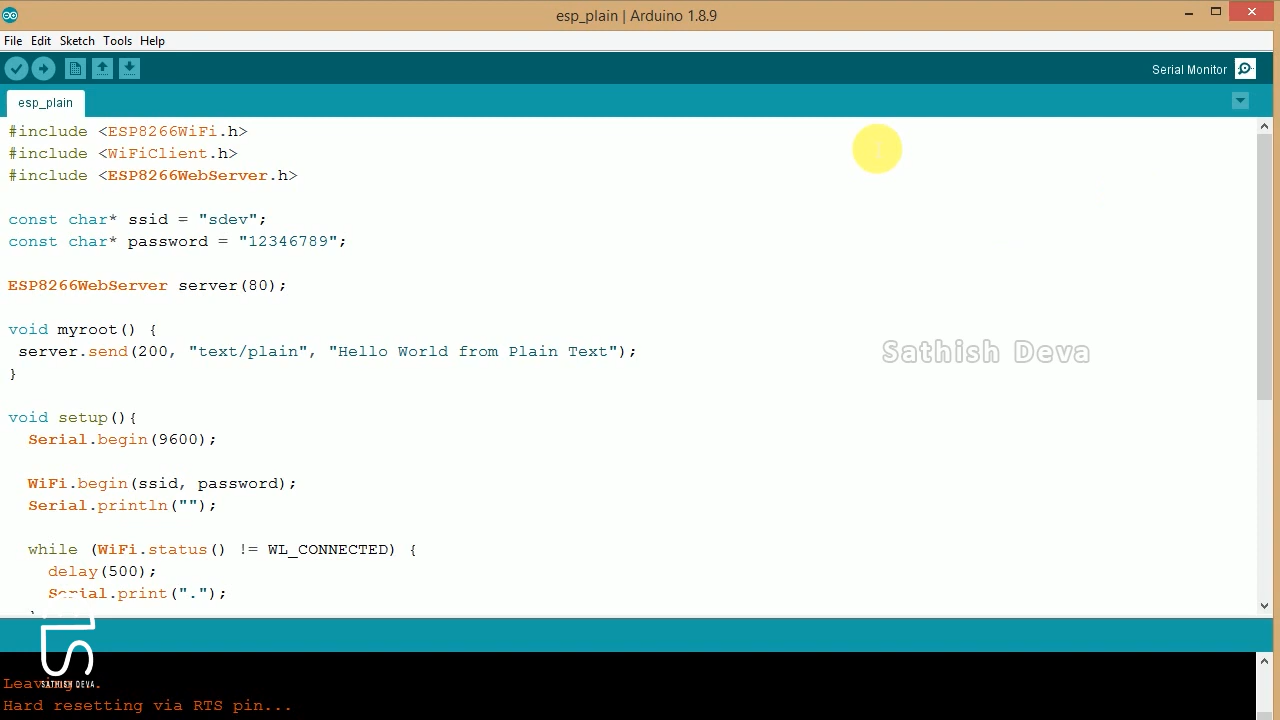 esp_plain | Arduino 1.8.9
File Edit Sketch Tools Help
Serial Monitor
esp_plain
#include <ESP8266WiFi.h>
#include <WiFiClient.h>
#include <ESP8266WebServer.h>
const char* ssid = "sdev";
const char* password = "12346789";
ESP8266WebServer server(80);
void myroot() {
server.send(200, "text/plain", "Hello World from Plain Text");
}
Sathish Deva
void setup(){
Serial.begin(9600);
WiFi.begin(ssid, password);
Serial.println("");
while (WiFi.status() != WL_CONNECTED) {
delay(500);
Serial.print(".");
SATHISH DEVA
Hard resetting via RTS pin...